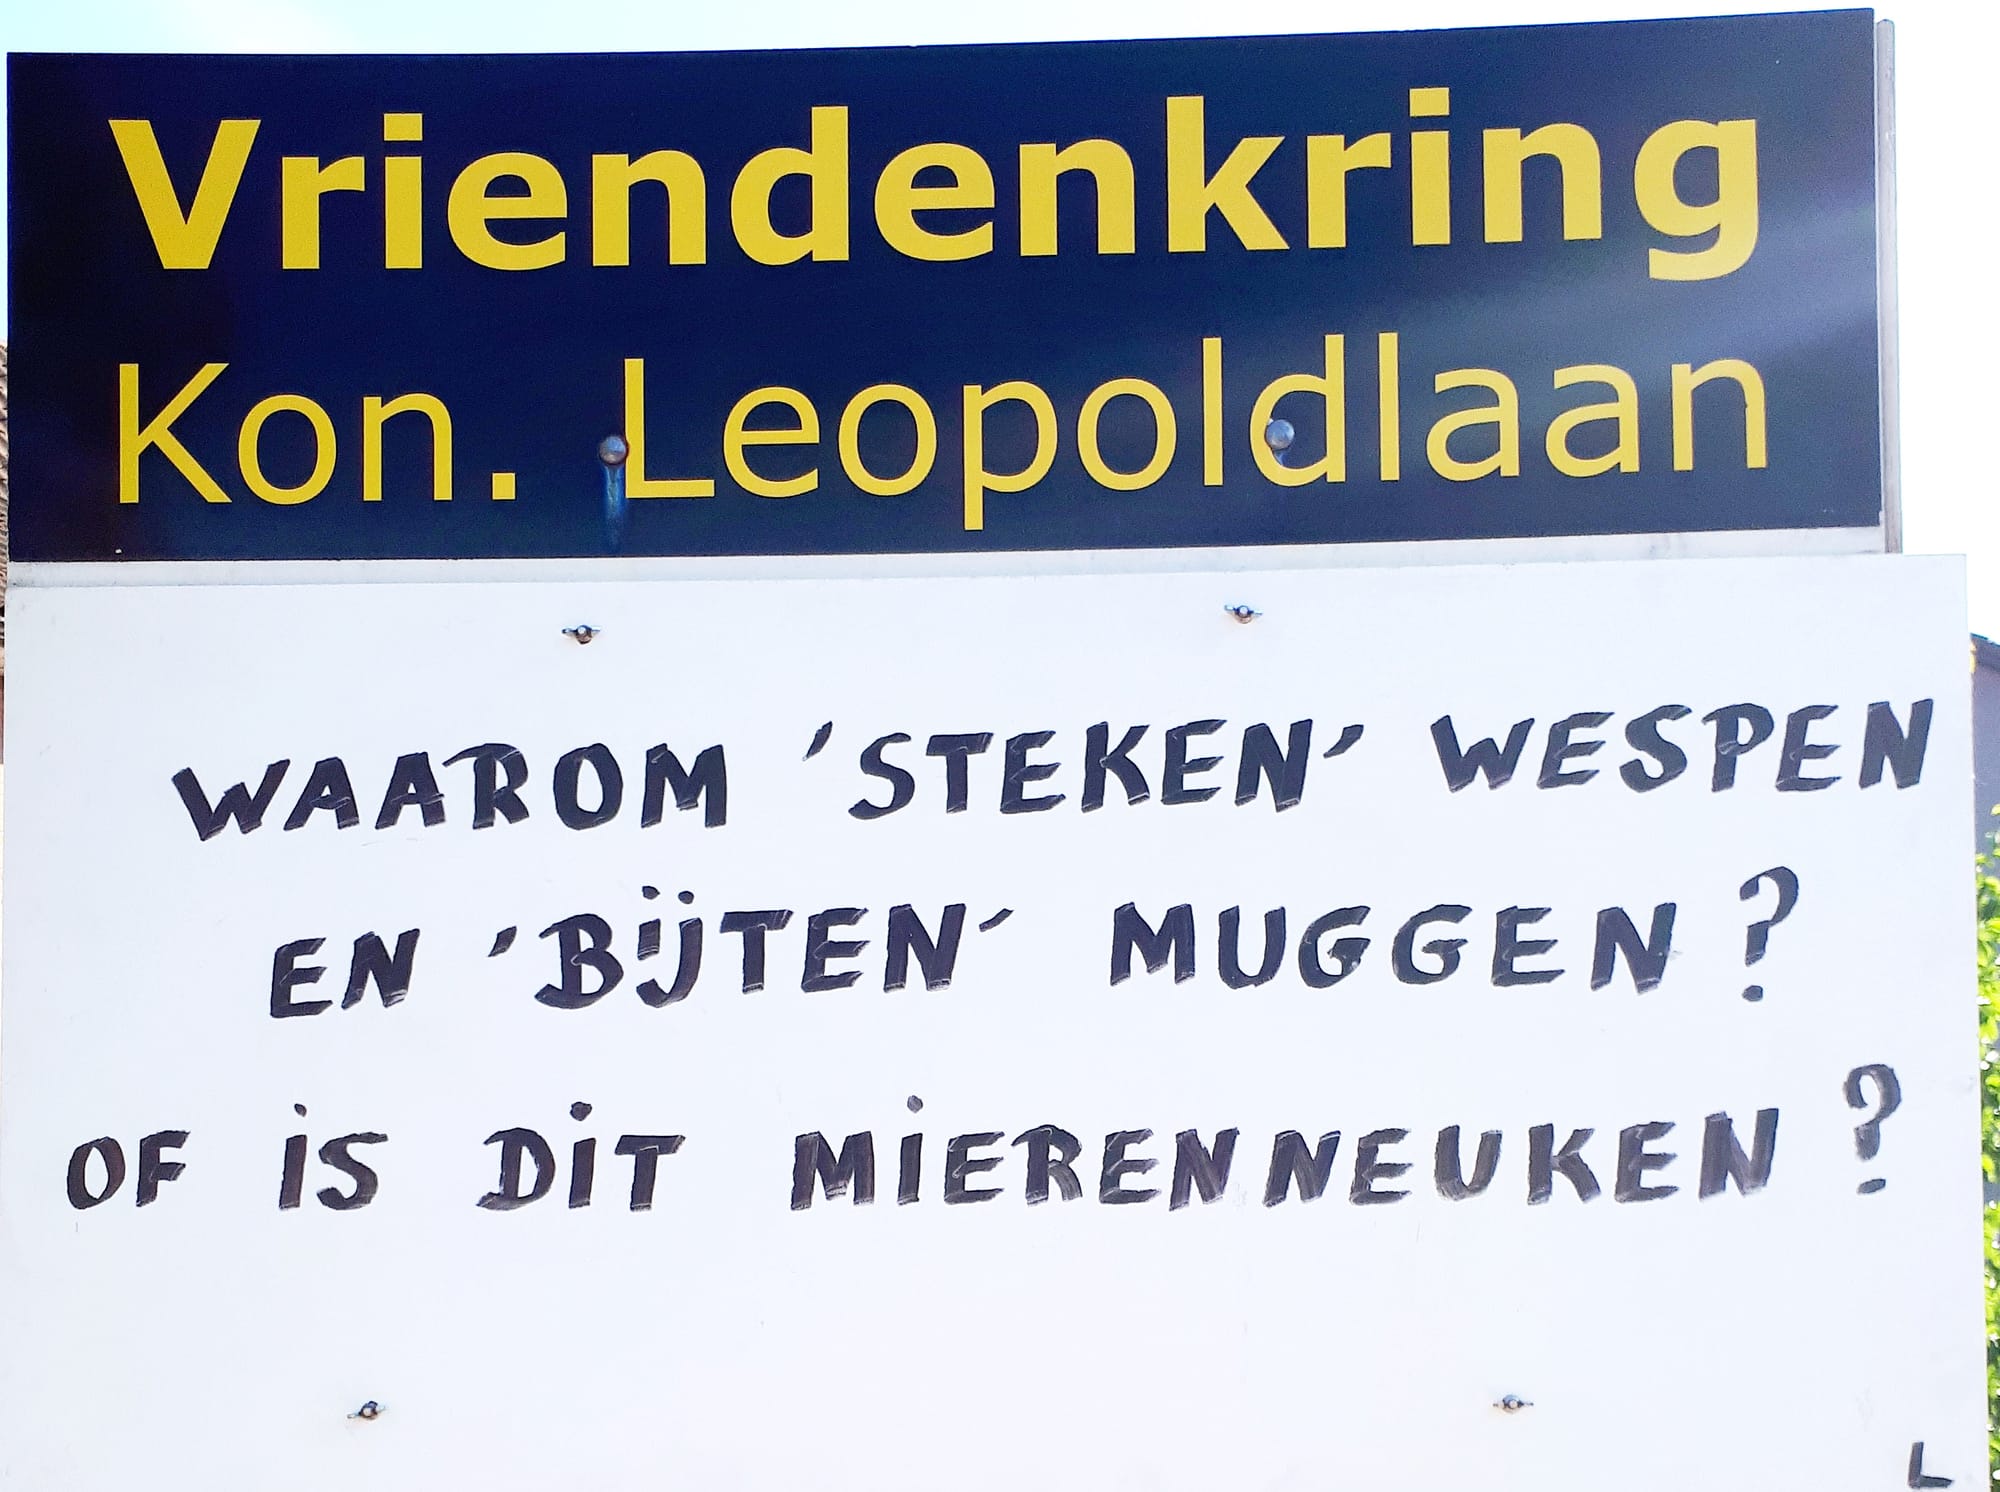 Vriendenkring
Kon. Leopoldlaan
WAAROM 'STEKEN' WESPEN
EN 'BIJTEN' MUGGEN?
OF IS DIT MIERENNEUKEN?
L